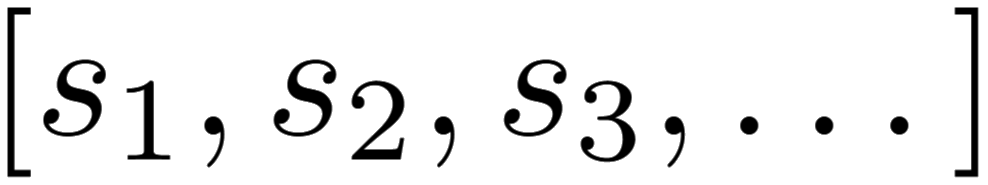 [s₁, s₂, s₃, . . . ]